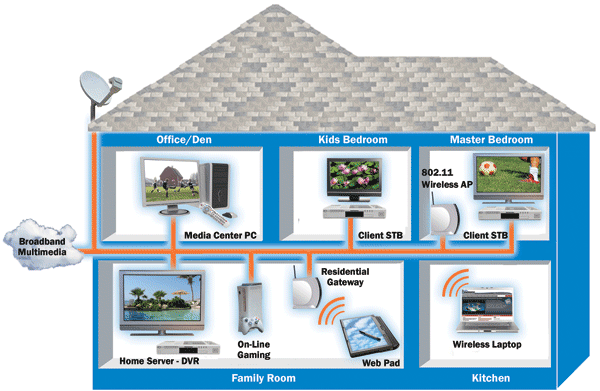 Office/Den
Kids Bedroom
Master Bedroom
802.11
Wireless AP
Media Center PC
Client STB
Client STB
Broadband
Multimedia
Residential
Gateway
Home Server - DVR
On-Line
Gaming
Web Pad
Wireless Laptop
Family Room
Kitchen